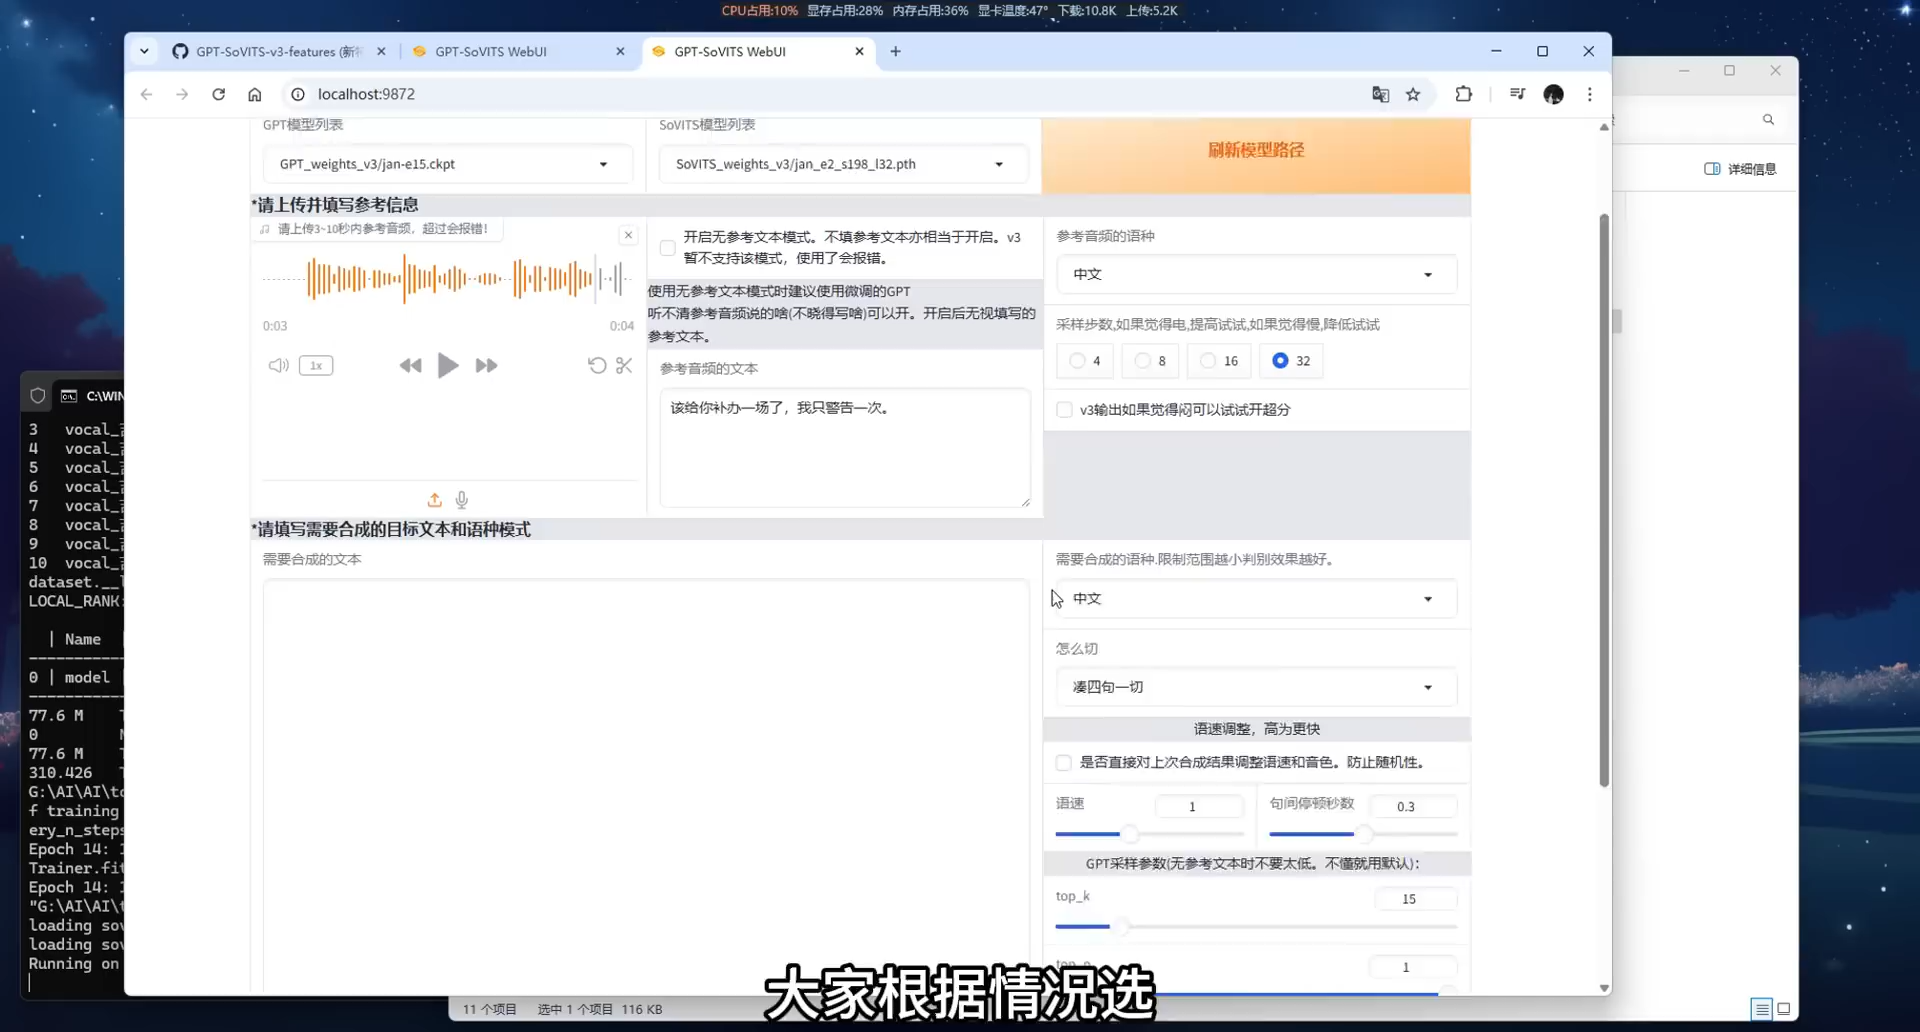 CPU占用:10% 显存占用:28% 内存占用:36% 显卡温度:47° 下载:10.8K 上传:5.2K
GPT-SoVITS-v3-features (新
GPT-SoVITS WebUI
GPT-SoVITS WebUI
localhost:9872
GPT模型列表
GPT_weights_v3/jan-e15.ckpt
SoVITS模型列表
SoVITS_weights_v3/jan_e2_s198_l32.pth
刷新模型路径
详细信息
*请上传并填写参考信息
请上传3~10秒内参考音频，超过会报错！
0:03
0:04
1x
开启无参考文本模式。不填参考文本亦相当于开启。v3
暂不支持该模式，使用了会报错。
使用无参考文本模式时建议使用微调的GPT
听不清参考音频说的啥(不晓得写啥)可以开。开启后无视填写的
参考文本。
参考音频的文本
该给你补办一场了，我只警告一次。
参考音频的语种
中文
采样步数,如果觉得电,提高试试,如果觉得慢,降低试试
4
8
16
32
v3输出如果觉得闷可以试试开超分
*请填写需要合成的目标文本和语种模式
需要合成的文本
需要合成的语种.限制范围越小判别效果越好。
中文
怎么切
凑四句一切
语速调整，高为更快
是否直接对上次合成结果调整语速和音色。防止随机性。
语速
1
句间停顿秒数
0.3
GPT采样参数(无参考文本时不要太低。不懂就用默认)：
top_k
15
top_p
1
C:\WIN
3 vocal_
4 vocal_
5 vocal_
6 vocal_
7 vocal_
8 vocal_
9 vocal_
10 vocal_
dataset.__
LOCAL_RANK:
| Name
0 | model
77.6 M
0
77.6 M
310.426
G:\AI\AI\to
f training
ery_n_steps
Epoch 14: 1
Trainer.fit
Epoch 14: 1
"G:\AI\AI\t
loading sov
loading sov
Running on
11 个项目 选中 1 个项目 116 KB
大家根据情况选